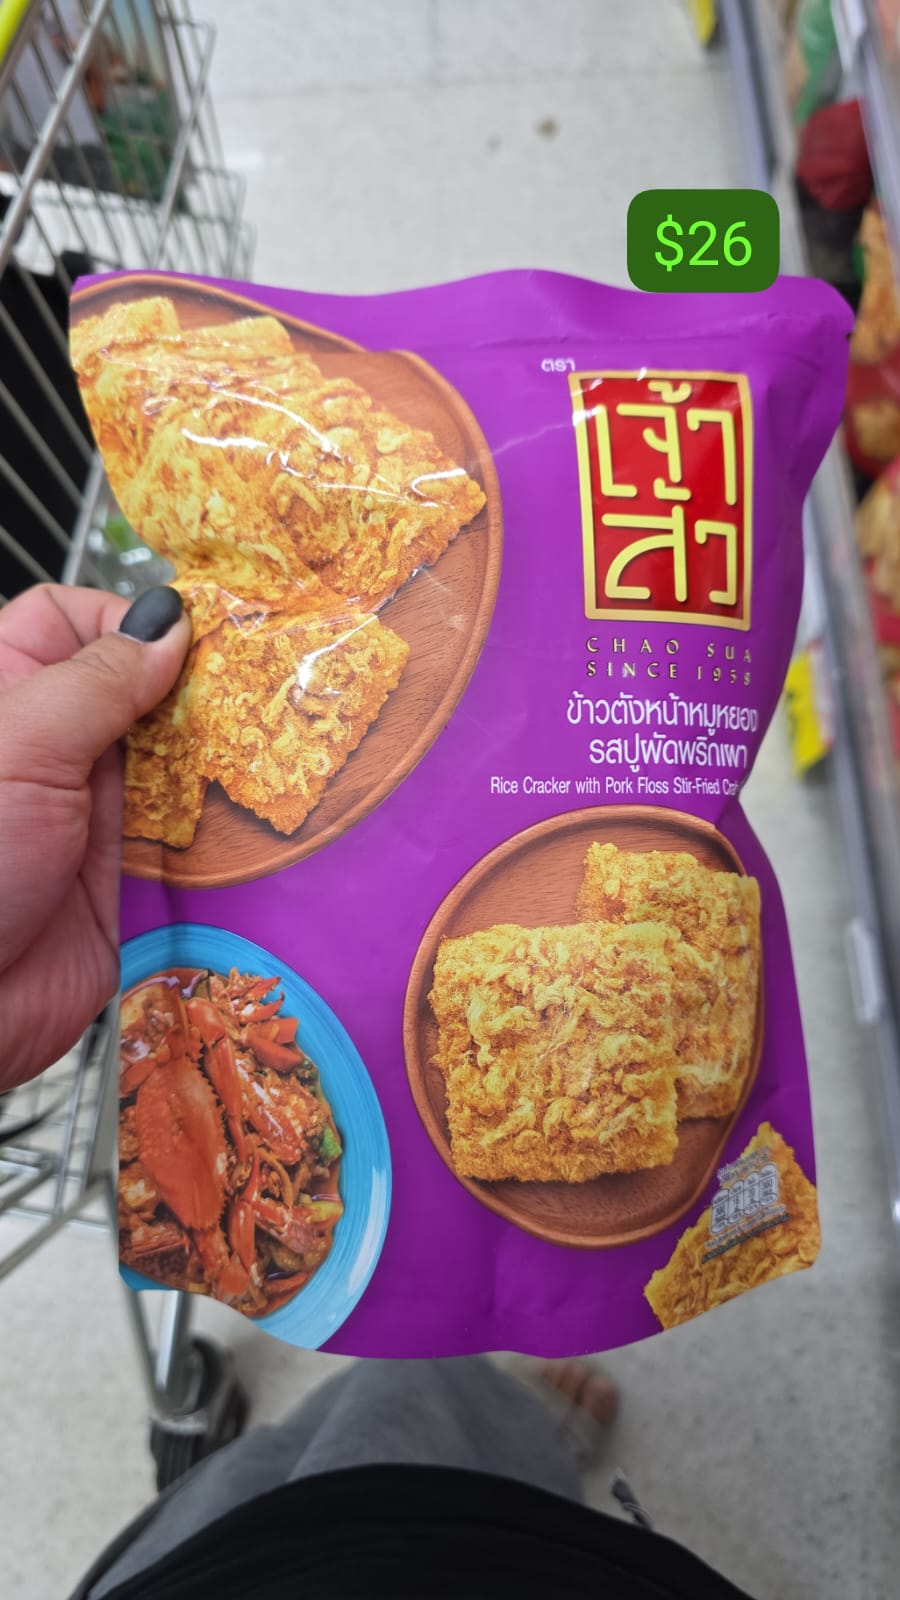 $26
ตรา
เจ้า
สัว
CHAO SUA
SINCE 1958
ข้าวตังหน้าหมูหยอง
รสปูผัดพริกเผา
Rice Cracker with Pork Floss Stir-Fried